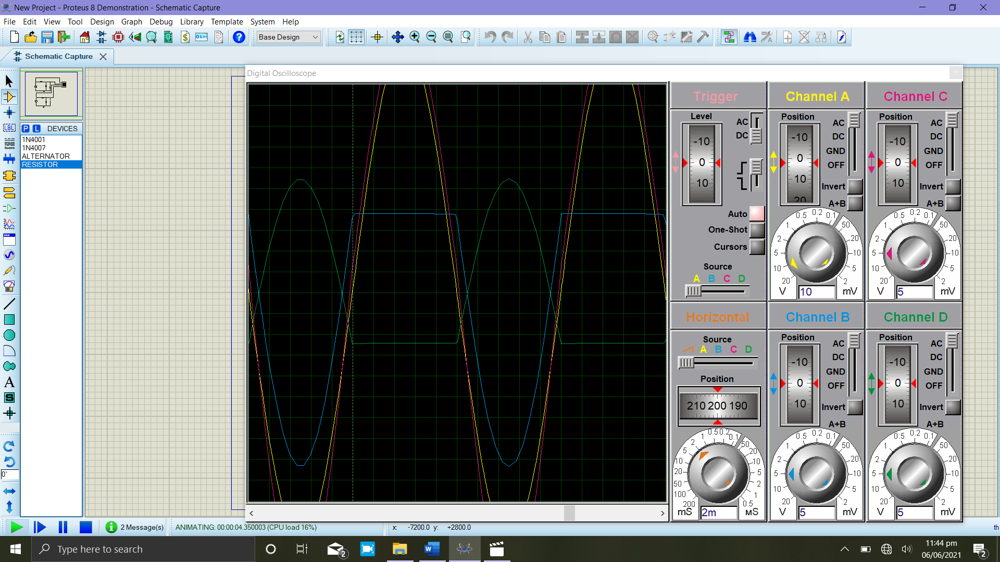 New Project - Proteus 8 Demonstration - Schematic Capture
File Edit View Tool Design Graph Debug Library Template System Help
Base Design
Schematic Capture
Digital Oscilloscope
P L DEVICES
1N4001
1N4007
ALTERNATOR
RESISTOR
LBL
A
S
0°
Trigger
Level
AC
DC
-10
0
10
Auto
One-Shot
Cursors
Source
A B C D
Channel A
Position
AC
DC
GND
OFF
-10
0
10
20
Invert
A+B
0.5 0.2 0.1
1 50
2 20
5 10
10 5
20 2
V 10 mV
Channel C
Position
AC
DC
GND
OFF
-10
0
10
Invert
A+B
0.5 0.2 0.1
1 50
2 20
5 10
10 5
20 2
V 5 mV
Horizontal
Source
A B C D
Position
210 200 190
1 0.5 0.2 0.1
2 50
5 20
10 10
20 5
50 2
100 1
200 0.5
mS 2m мS
Channel B
Position
AC
DC
GND
OFF
-10
0
10
Invert
A+B
0.5 0.2 0.1
1 50
2 20
5 10
10 5
20 2
V 5 mV
Channel D
Position
AC
DC
GND
OFF
-10
0
10
Invert
A+B
0.5 0.2 0.1
1 50
2 20
5 10
10 5
20 2
V 5 mV
2 Message(s)
ANIMATING: 00:00:04.350003 (CPU load 16%)
x: -7200.0 y: +2800.0
th
Type here to search
2
11:44 pm
06/06/2021
2